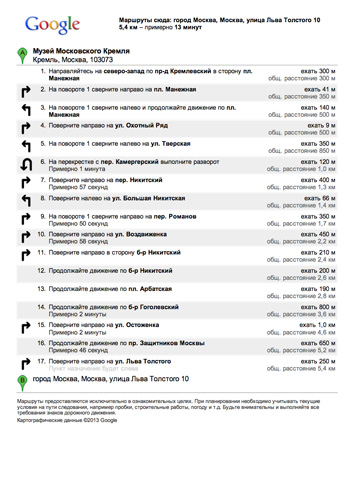 Google
Маршруты сюда: город Москва, Москва, улица Льва Толстого 10
5,4 км – примерно 13 минут
A
Музей Московского Кремля
Кремль, Москва, 103073
1. Направляйтесь на северо-запад по пр-д Кремлевский в сторону пл. Манежная
ехать 300 м
общ. расстояние 300 м
2. На повороте 1 сверните направо на пл. Манежная
ехать 41 м
общ. расстояние 350 м
3. На повороте 1 сверните налево и продолжайте движение по пл. Манежная
ехать 140 м
общ. расстояние 500 м
4. Поверните направо на ул. Охотный Ряд
ехать 9 м
общ. расстояние 500 м
5. На повороте 1 сверните налево на ул. Тверская
ехать 350 м
общ. расстояние 850 м
6. На перекрестке с пер. Камергерский выполните разворот
Примерно 1 минута
ехать 120 м
общ. расстояние 1,0 км
7. Поверните направо на пер. Никитский
Примерно 57 секунд
ехать 400 м
общ. расстояние 1,3 км
8. Поверните налево на ул. Большая Никитская
ехать 66 м
общ. расстояние 1,4 км
9. На повороте 1 сверните направо на пер. Романов
Примерно 50 секунд
ехать 350 м
общ. расстояние 1,7 км
10. Поверните направо на ул. Воздвиженка
Примерно 58 секунд
ехать 450 м
общ. расстояние 2,2 км
11. Поверните направо в сторону б-р Никитский
ехать 210 м
общ. расстояние 2,4 км
12. Продолжайте движение по б-р Никитский
ехать 200 м
общ. расстояние 2,6 км
13. Продолжайте движение по пл. Арбатская
ехать 190 м
общ. расстояние 2,8 км
14. Продолжайте движение по б-р Гоголевский
Примерно 2 минуты
ехать 800 м
общ. расстояние 3,6 км
15. Поверните направо на ул. Остоженка
Примерно 2 минуты
ехать 1,0 км
общ. расстояние 4,6 км
16. Продолжайте движение по пр. Защитников Москвы
Примерно 46 секунд
ехать 650 м
общ. расстояние 5,2 км
17. Поверните направо на ул. Льва Толстого
Пункт назначения будет слева
ехать 250 м
общ. расстояние 5,4 км
B
город Москва, Москва, улица Льва Толстого 10
Маршруты предоставляются исключительно в ознакомительных целях. При планировании необходимо учитывать текущие
условия на пути следования, например пробки, строительные работы, погоду и т.д. Будьте внимательны и выполняйте все
требования знаков дорожного движения.
Картографические данные ©2013 Google